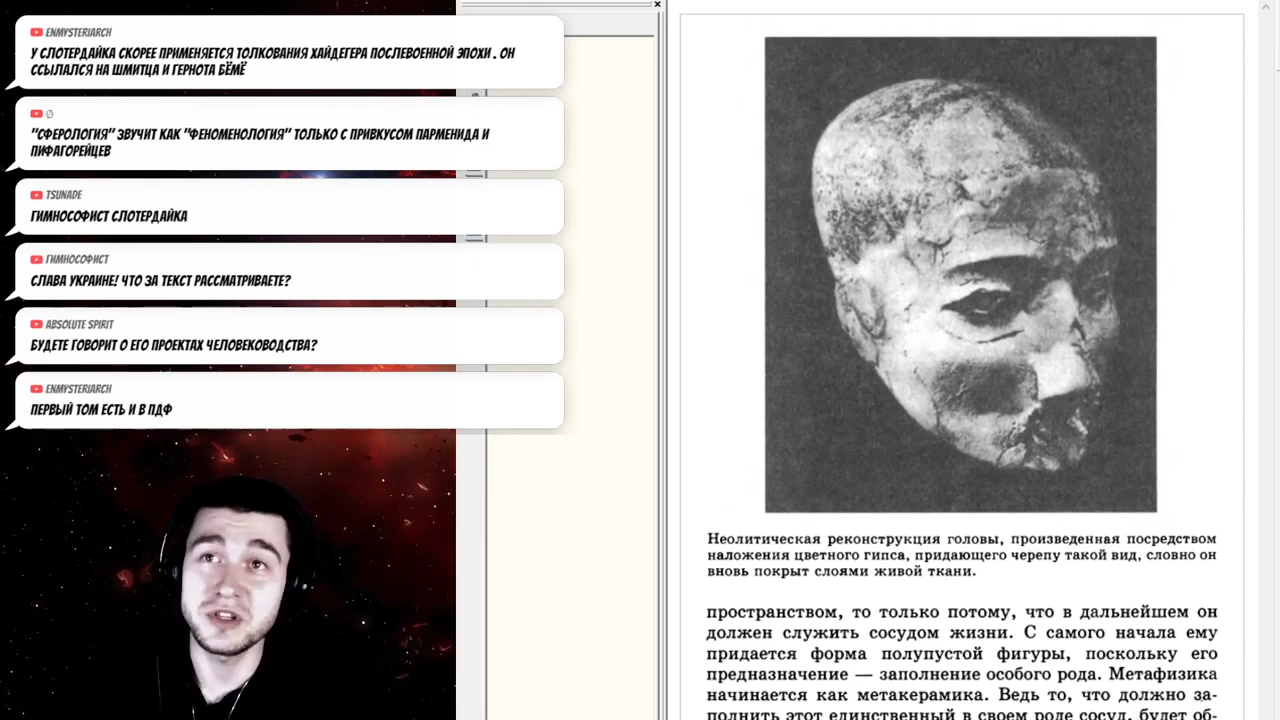 ENMYSTERIARCH
У СЛОТЕРДАЙКА СКОРЕЕ ПРИМЕНЯЕТСЯ ТОЛКОВАНИЯ ХАЙДЕГЕРА ПОСЛЕВОЕННОЙ ЭПОХИ . ОН
ССЫЛАЛСЯ НА ШМИТЦА И ГЕРНОТА БЁМЁ
Ø
"СФЕРОЛОГИЯ" ЗВУЧИТ КАК "ФЕНОМЕНОЛОГИЯ" ТОЛЬКО С ПРИВКУСОМ ПАРМЕНИДА И
ПИФАГОРЕЙЦЕВ
TSUNADE
ГИМНОСОФИСТ СЛОТЕРДАЙКА
ГИМНОСОФИСТ
СЛАВА УКРАИНЕ! ЧТО ЗА ТЕКСТ РАССМАТРИВАЕТЕ?
ABSOLUTE SPIRIT
БУДЕТЕ ГОВОРИТ О ЕГО ПРОЕКТАХ ЧЕЛОВЕКОВОДСТВА?
ENMYSTERIARCH
ПЕРВЫЙ ТОМ ЕСТЬ И В ПДФ
Неолитическая реконструкция головы, произведенная посредством
наложения цветного гипса, придающего черепу такой вид, словно он
вновь покрыт слоями живой ткани.
пространством, то только потому, что в дальнейшем он
должен служить сосудом жизни. С самого начала ему
придается форма полупустой фигуры, поскольку его
предназначение — заполнение особого рода. Метафизика
начинается как метакерамика. Ведь то, что должно за-
полнить этот единственный в своем роде сосуд, будет об-